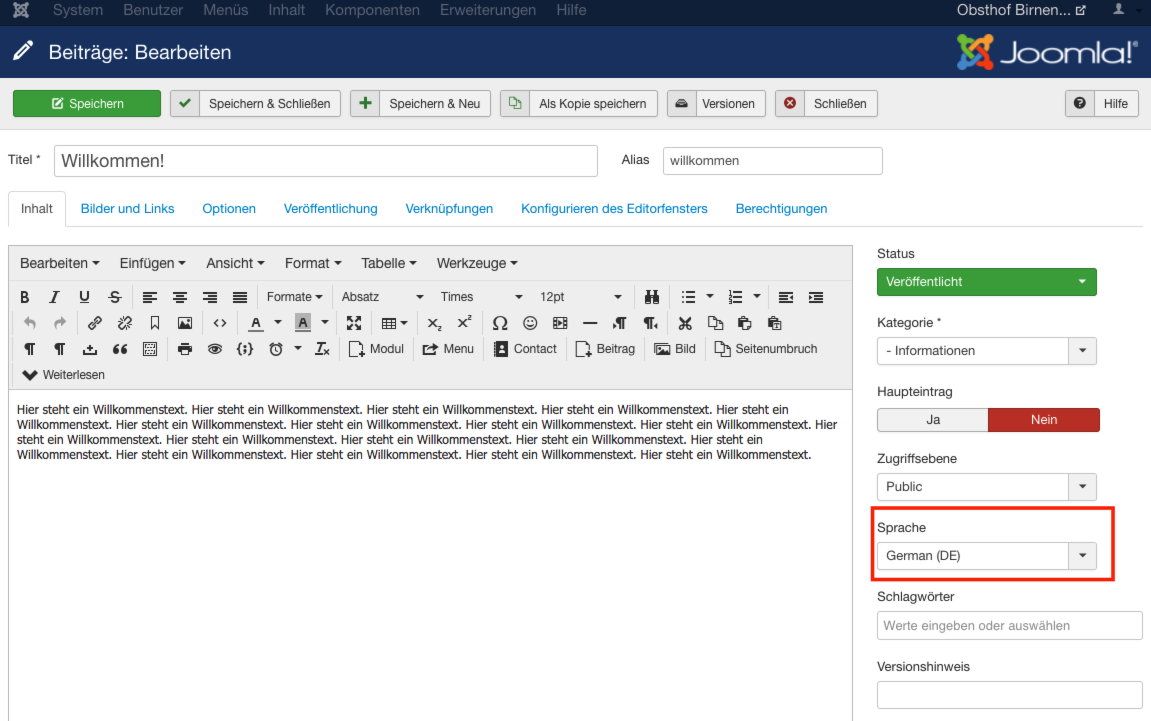 System Benutzer Menüs Inhalt Komponenten Erweiterungen Hilfe Obsthof Birnen...
Beiträge: Bearbeiten Joomla!®
Speichern Speichern & Schließen Speichern & Neu Als Kopie speichern Versionen Schließen Hilfe
Titel * Willkommen! Alias willkommen
Inhalt Bilder und Links Optionen Veröffentlichung Verknüpfungen Konfigurieren des Editorfensters Berechtigungen
Bearbeiten Einfügen Ansicht Format Tabelle Werkzeuge
B I U S Formate Absatz Times 12pt
A A x₂ x² Ω
Modul Menu Contact Beitrag Bild Seitenumbruch
Weiterlesen
Hier steht ein Willkommenstext. Hier steht ein Willkommenstext. Hier steht ein Willkommenstext. Hier steht ein Willkommenstext. Hier steht ein
Willkommenstext. Hier steht ein Willkommenstext. Hier steht ein Willkommenstext. Hier steht ein Willkommenstext. Hier steht ein Willkommenstext. Hier
steht ein Willkommenstext. Hier steht ein Willkommenstext. Hier steht ein Willkommenstext. Hier steht ein Willkommenstext. Hier steht ein
Willkommenstext. Hier steht ein Willkommenstext. Hier steht ein Willkommenstext. Hier steht ein Willkommenstext. Hier steht ein Willkommenstext.
Status
Veröffentlicht
Kategorie *
- Informationen
Haupteintrag
Ja Nein
Zugriffsebene
Public
Sprache
German (DE)
Schlagwörter
Werte eingeben oder auswählen
Versionshinweis